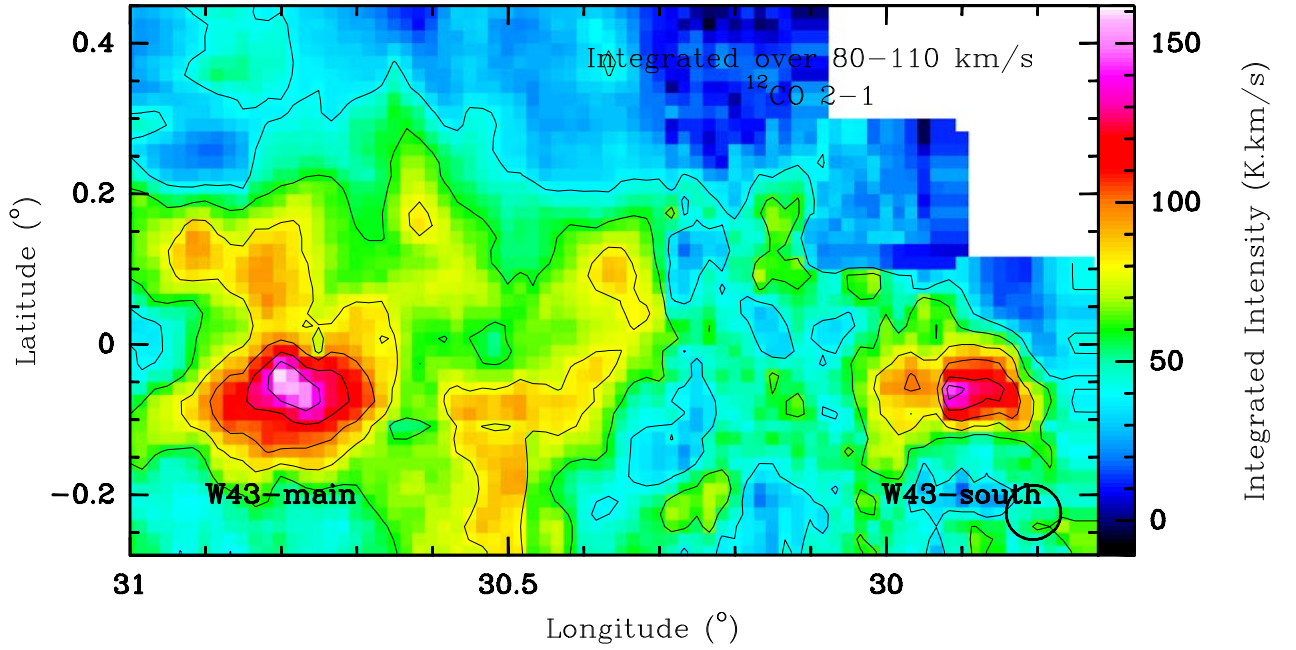 Integrated over 80−110 km/s
¹²CO 2−1
0.4
0.2
0
−0.2
Latitude (°)
W43−main
W43−south
31
30.5
30
Longitude (°)
150
100
50
0
Integrated Intensity (K.km/s)